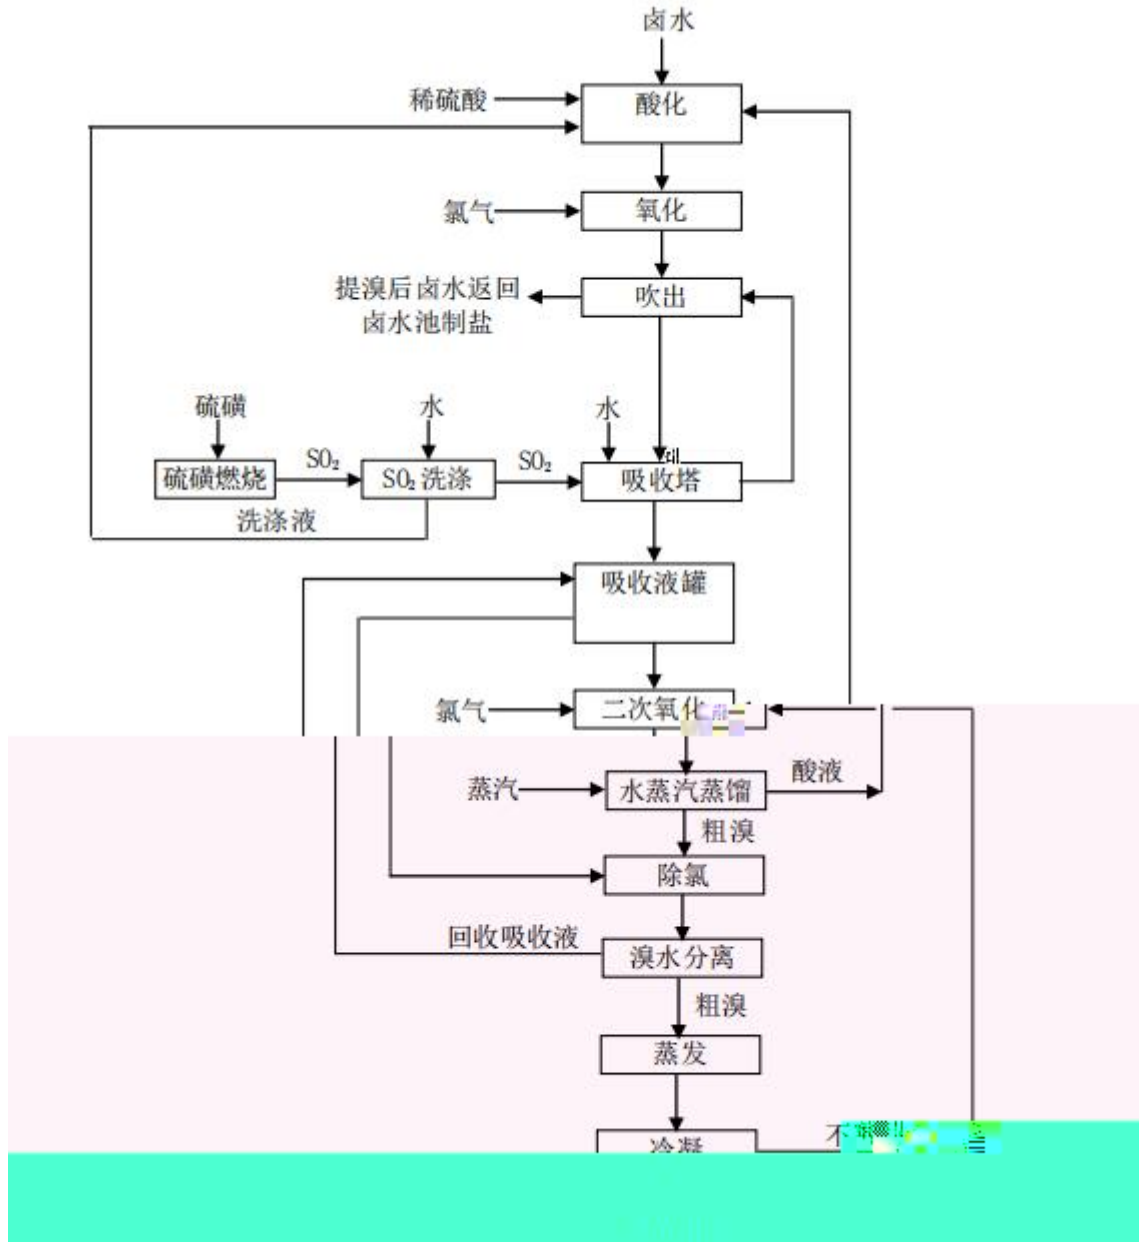 卤水
稀硫酸
酸化
氯气
氧化
提溴后卤水返回
卤水池制盐
吹出
硫磺
水
水
硫磺燃烧
SO₂
SO₂洗涤
SO₂
吸收塔
洗涤液
吸收液罐
氯气
二次氧化
蒸汽
水蒸汽蒸馏
酸液
粗溴
除氯
回收吸收液
溴水分离
粗溴
蒸发
冷凝
不